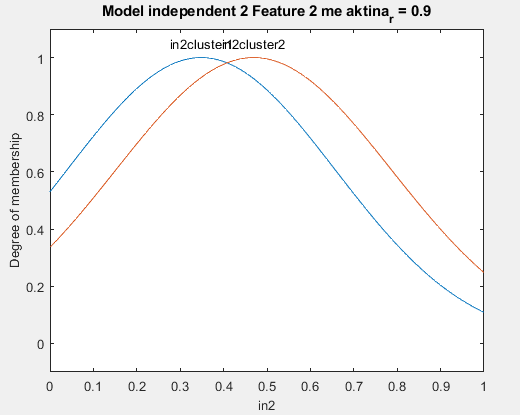 Model independent 2 Feature 2 me aktina_r = 0.9
in2cluster1 in2cluster2
1
0.8
0.6
0.4
0.2
0
Degree of membership
0 0.1 0.2 0.3 0.4 0.5 0.6 0.7 0.8 0.9 1
in2